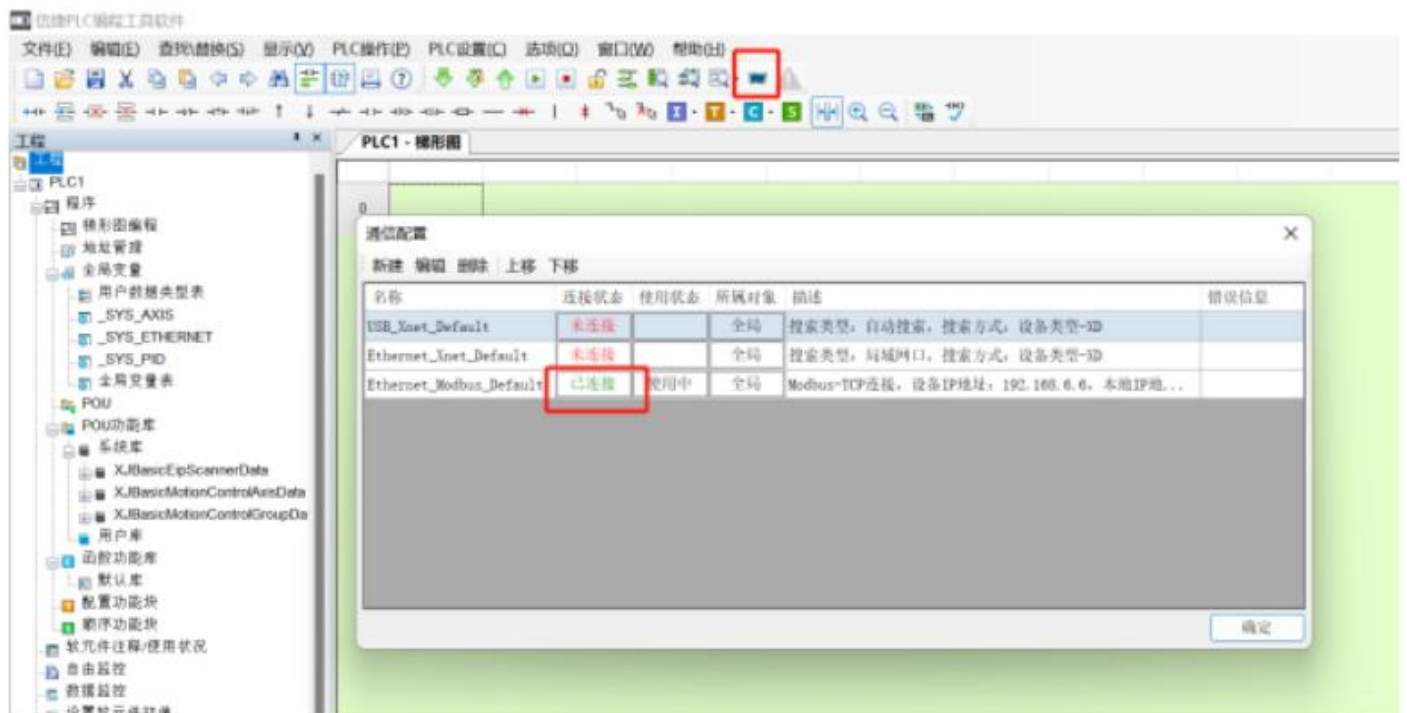 信捷PLC编程工具软件
文件(F) 编辑(E) 查找\替换(S) 显示(V) PLC操作(P) PLC设置(C) 选项(O) 窗口(W) 帮助(H)
工程
PLC1 - 梯形图
工程
PLC1
程序
0
梯形图编程
地址管理
全局变量
用户数据类型表
_SYS_AXIS
_SYS_ETHERNET
_SYS_PID
全局变量表
POU
POU功能库
系统库
XJBasicEipScannerData
XJBasicMotionControlAxisData
XJBasicMotionControlGroupDa
用户库
函数功能库
默认库
配置功能块
顺序功能块
软元件注释/使用状况
自由监控
数据监控
设置软元件初值
通信配置
新建 编辑 删除 上移 下移
名称 连接状态 使用状态 所属对象 描述 错误信息
USB_Xnet_Default 未连接 全局 搜索类型：自动搜索，搜索方式：设备类型-XD
Ethernet_Xnet_Default 未连接 全局 搜索类型：局域网口，搜索方式：设备类型-XD
Ethernet_Modbus_Default 已连接 使用中 全局 Modbus-TCP连接，设备IP地址：192.168.6.6，本地IP地...
确定